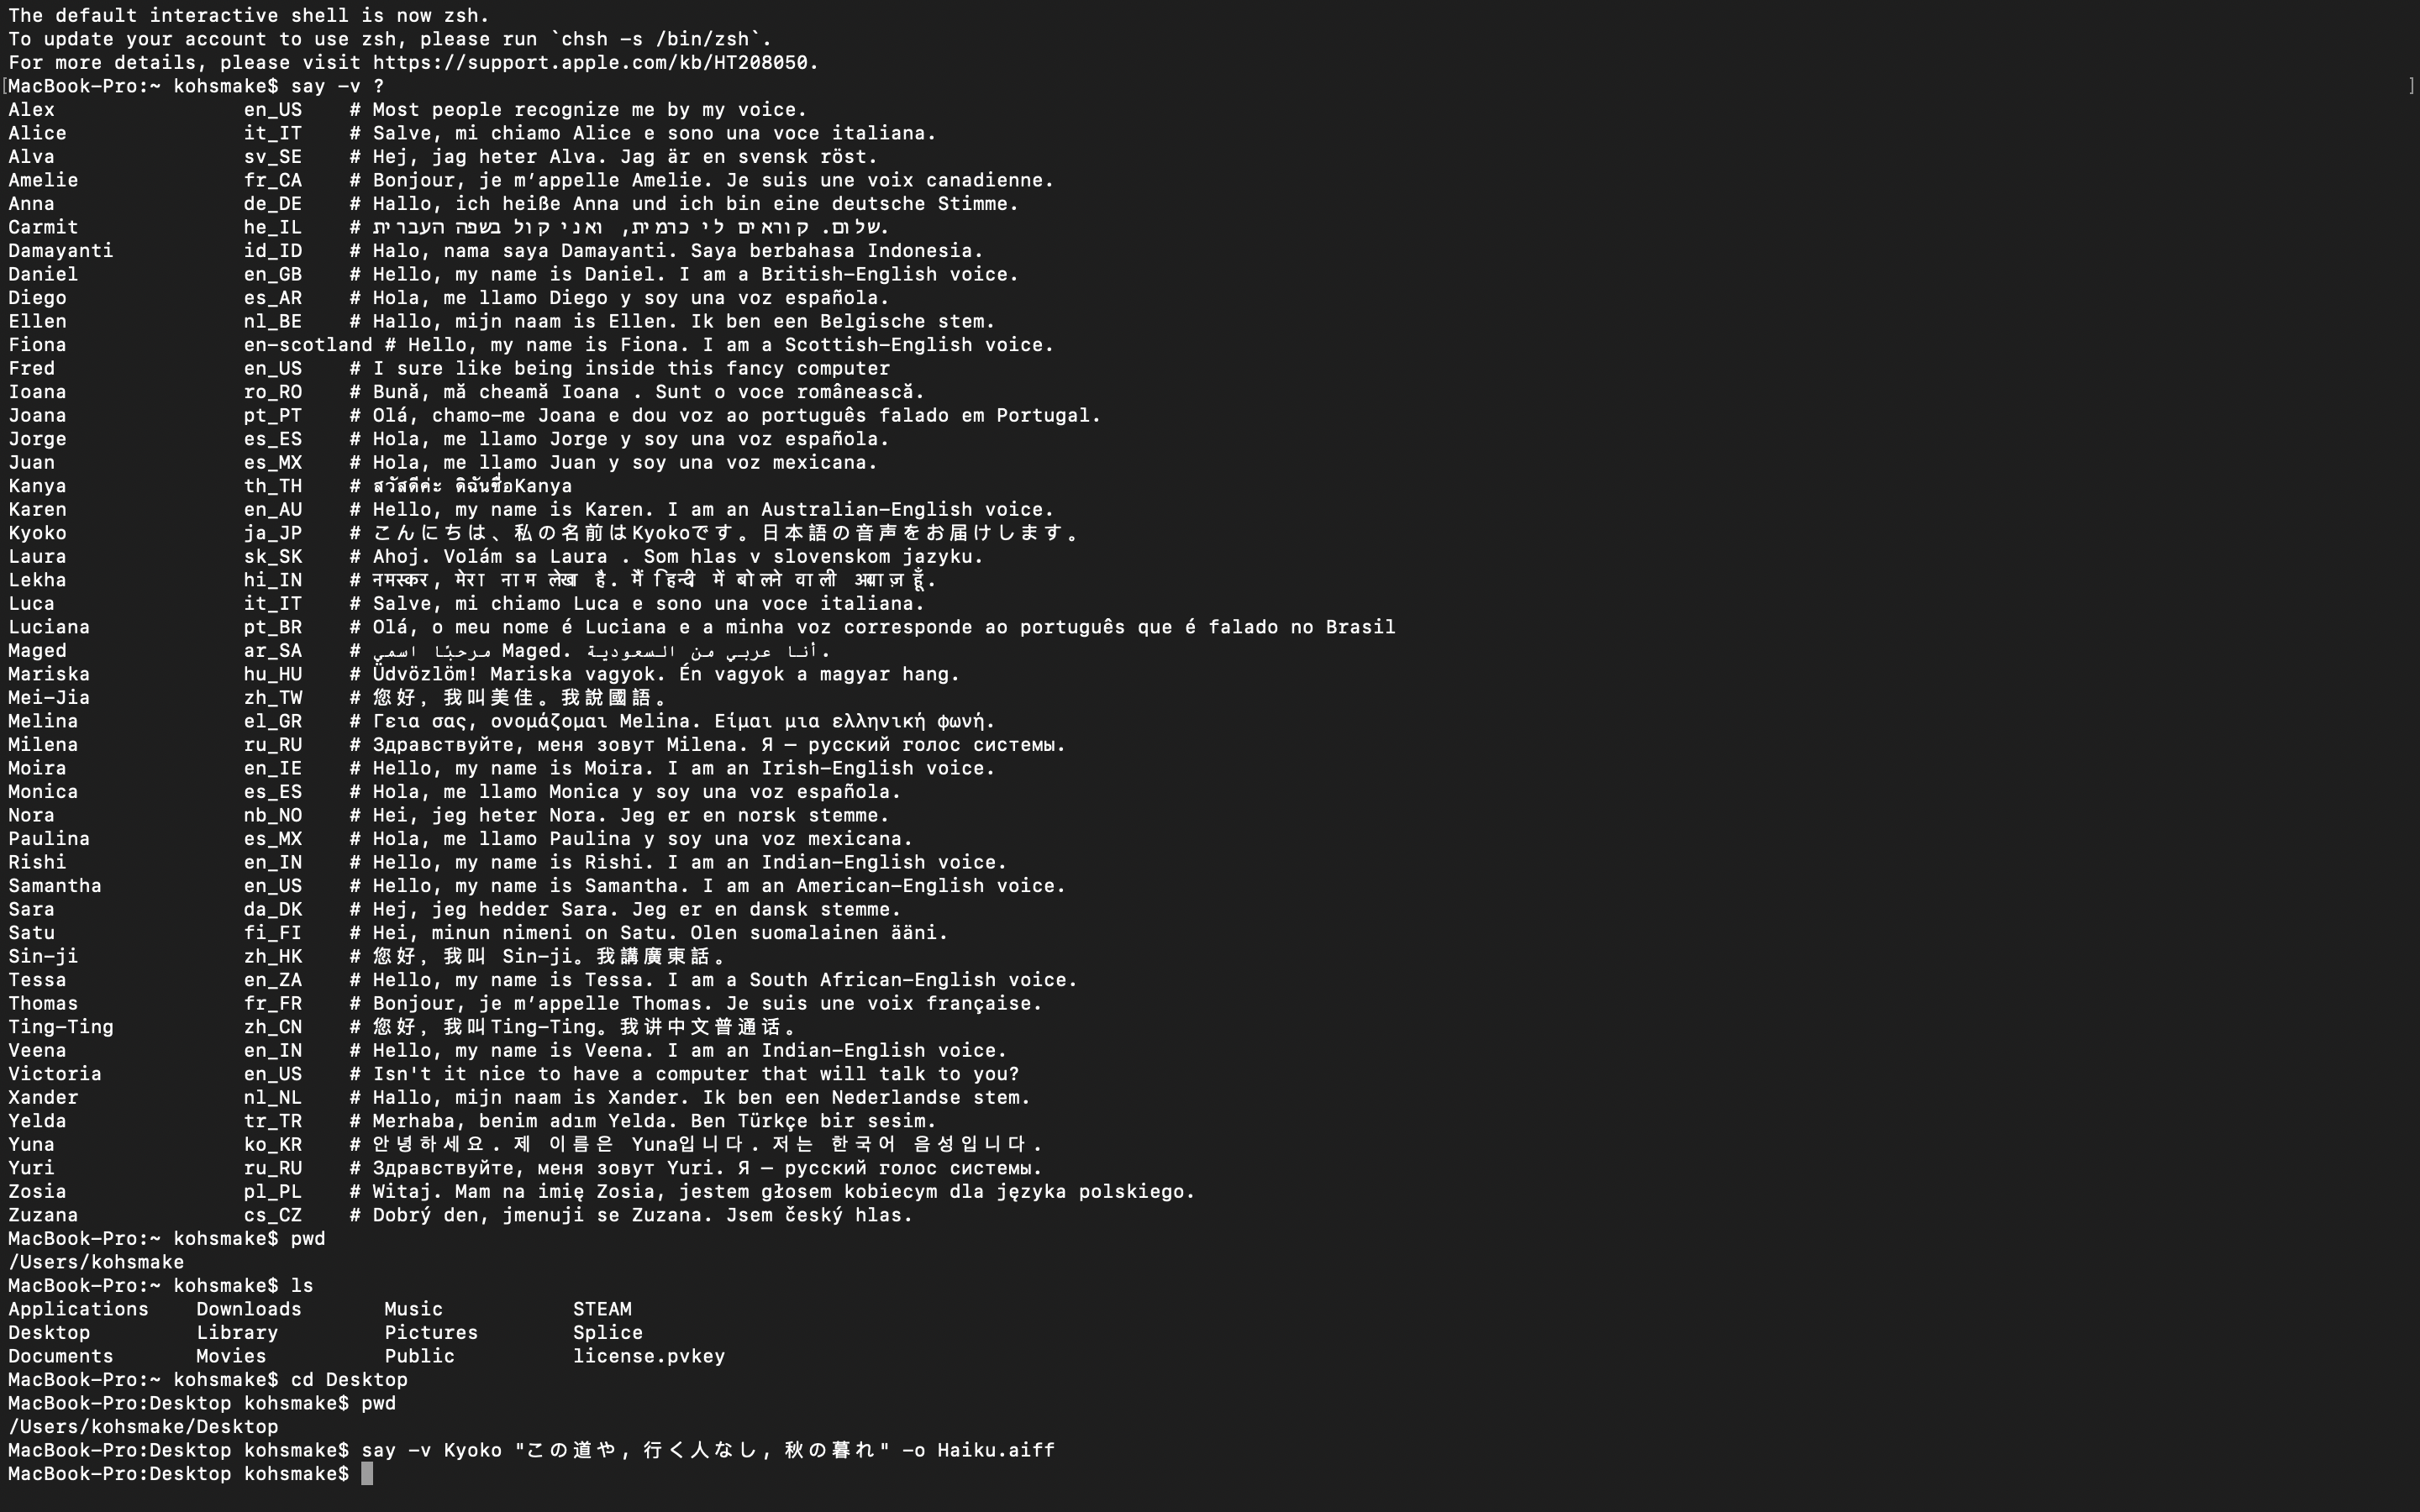 The default interactive shell is now zsh.
To update your account to use zsh, please run `chsh -s /bin/zsh`.
For more details, please visit https://support.apple.com/kb/HT208050.
[MacBook-Pro:~ kohsmake$ say -v ? ]
Alex en_US # Most people recognize me by my voice.
Alice it_IT # Salve, mi chiamo Alice e sono una voce italiana.
Alva sv_SE # Hej, jag heter Alva. Jag är en svensk röst.
Amelie fr_CA # Bonjour, je m’appelle Amelie. Je suis une voix canadienne.
Anna de_DE # Hallo, ich heiße Anna und ich bin eine deutsche Stimme.
Carmit he_IL # שלום. קוראים לי כרמית, ואני קול בשפה העברית.
Damayanti id_ID # Halo, nama saya Damayanti. Saya berbahasa Indonesia.
Daniel en_GB # Hello, my name is Daniel. I am a British-English voice.
Diego es_AR # Hola, me llamo Diego y soy una voz española.
Ellen nl_BE # Hallo, mijn naam is Ellen. Ik ben een Belgische stem.
Fiona en-scotland # Hello, my name is Fiona. I am a Scottish-English voice.
Fred en_US # I sure like being inside this fancy computer
Ioana ro_RO # Bună, mă cheamă Ioana . Sunt o voce românească.
Joana pt_PT # Olá, chamo-me Joana e dou voz ao português falado em Portugal.
Jorge es_ES # Hola, me llamo Jorge y soy una voz española.
Juan es_MX # Hola, me llamo Juan y soy una voz mexicana.
Kanya th_TH # สวัสดีค่ะ ดิฉันชื่อKanya
Karen en_AU # Hello, my name is Karen. I am an Australian-English voice.
Kyoko ja_JP # こんにちは、私の名前はKyokoです。日本語の音声をお届けします。
Laura sk_SK # Ahoj. Volám sa Laura . Som hlas v slovenskom jazyku.
Lekha hi_IN # नमस्कार, मेरा नाम लेखा है. मैं हिन्दी में बोलने वाली आवाज़ हूँ.
Luca it_IT # Salve, mi chiamo Luca e sono una voce italiana.
Luciana pt_BR # Olá, o meu nome é Luciana e a minha voz corresponde ao português que é falado no Brasil
Maged ar_SA # مرحبًا اسمي Maged. أنا عربي من السعودية.
Mariska hu_HU # Üdvözlöm! Mariska vagyok. Én vagyok a magyar hang.
Mei-Jia zh_TW # 您好，我叫美佳。我說國語。
Melina el_GR # Γεια σας, ονομάζομαι Melina. Είμαι μια ελληνική φωνή.
Milena ru_RU # Здравствуйте, меня зовут Milena. Я – русский голос системы.
Moira en_IE # Hello, my name is Moira. I am an Irish-English voice.
Monica es_ES # Hola, me llamo Monica y soy una voz española.
Nora nb_NO # Hei, jeg heter Nora. Jeg er en norsk stemme.
Paulina es_MX # Hola, me llamo Paulina y soy una voz mexicana.
Rishi en_IN # Hello, my name is Rishi. I am an Indian-English voice.
Samantha en_US # Hello, my name is Samantha. I am an American-English voice.
Sara da_DK # Hej, jeg hedder Sara. Jeg er en dansk stemme.
Satu fi_FI # Hei, minun nimeni on Satu. Olen suomalainen ääni.
Sin-ji zh_HK # 您好，我叫 Sin-ji。我講廣東話。
Tessa en_ZA # Hello, my name is Tessa. I am a South African-English voice.
Thomas fr_FR # Bonjour, je m’appelle Thomas. Je suis une voix française.
Ting-Ting zh_CN # 您好，我叫Ting-Ting。我讲中文普通话。
Veena en_IN # Hello, my name is Veena. I am an Indian-English voice.
Victoria en_US # Isn't it nice to have a computer that will talk to you?
Xander nl_NL # Hallo, mijn naam is Xander. Ik ben een Nederlandse stem.
Yelda tr_TR # Merhaba, benim adım Yelda. Ben Türkçe bir sesim.
Yuna ko_KR # 안녕하세요. 제 이름은 Yuna입니다. 저는 한국어 음성입니다.
Yuri ru_RU # Здравствуйте, меня зовут Yuri. Я – русский голос системы.
Zosia pl_PL # Witaj. Mam na imię Zosia, jestem głosem kobiecym dla języka polskiego.
Zuzana cs_CZ # Dobrý den, jmenuji se Zuzana. Jsem český hlas.
MacBook-Pro:~ kohsmake$ pwd
/Users/kohsmake
MacBook-Pro:~ kohsmake$ ls
Applications Downloads Music STEAM
Desktop Library Pictures Splice
Documents Movies Public license.pvkey
MacBook-Pro:~ kohsmake$ cd Desktop
MacBook-Pro:Desktop kohsmake$ pwd
/Users/kohsmake/Desktop
MacBook-Pro:Desktop kohsmake$ say -v Kyoko "この道や，行く人なし，秋の暮れ" -o Haiku.aiff
MacBook-Pro:Desktop kohsmake$